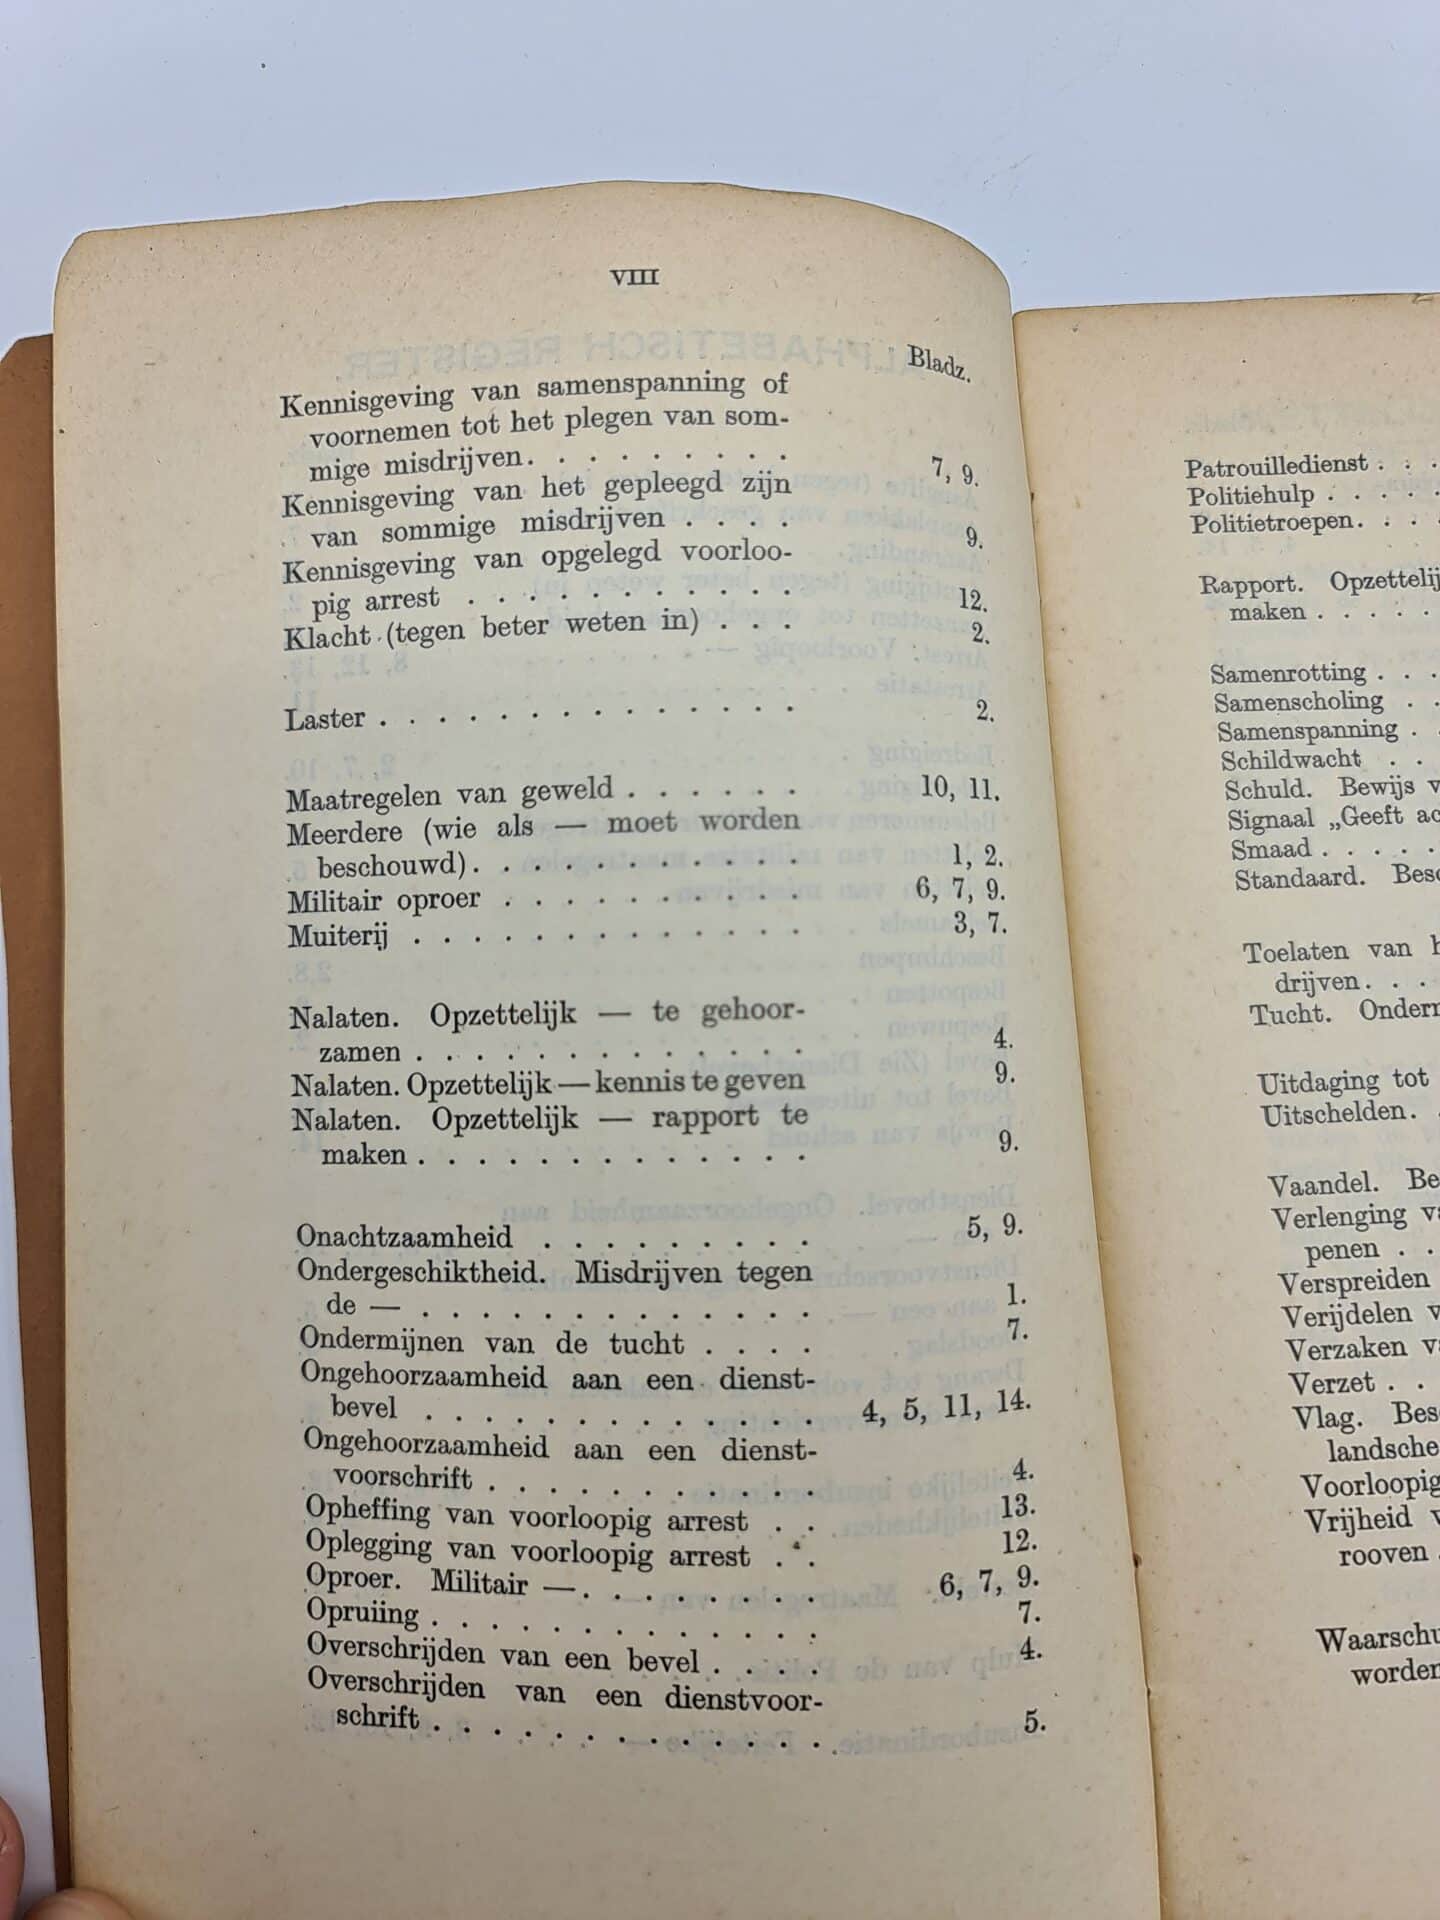 VIII
Bladz.
Kennisgeving van samenspanning of
voornemen tot het plegen van som-
mige misdrijven. . . . . . . . . 7, 9.
Kennisgeving van het gepleegd zijn
van sommige misdrijven . . . . 9.
Kennisgeving van opgelegd voorloo-
pig arrest . . . . . . . . . . . 12.
Klacht (tegen beter weten in) . . . 2.
Laster . . . . . . . . . . . . . . 2.
Maatregelen van geweld . . . . . . 10, 11.
Meerdere (wie als — moet worden
beschouwd). . . . . . . . . . . 1, 2.
Militair oproer . . . . . . . . . . 6, 7, 9.
Muiterij . . . . . . . . . . . . . 3, 7.
Nalaten. Opzettelijk — te gehoor-
zamen . . . . . . . . . . . . . 4.
Nalaten. Opzettelijk — kennis te geven 9.
Nalaten. Opzettelijk — rapport te
maken . . . . . . . . . . . . . 9.
Onachtzaamheid . . . . . . . . . 5, 9.
Ondergeschiktheid. Misdrijven tegen
de — . . . . . . . . . . . . . 1.
Ondermijnen van de tucht . . . . 7.
Ongehoorzaamheid aan een dienst-
bevel . . . . . . . . . . . . . 4, 5, 11, 14.
Ongehoorzaamheid aan een dienst-
voorschrift . . . . . . . . . . . 4.
Opheffing van voorloopig arrest . . 13.
Oplegging van voorloopig arrest . . 12.
Oproer. Militair —. . . . . . . . 6, 7, 9.
Opruiing . . . . . . . . . . . . . 7.
Overschrijden van een bevel . . . . 4.
Overschrijden van een dienstvoor-
schrift . . . . . . . . . . . . . 5.
Patrouilledienst . . .
Politiehulp . . . . .
Politietroepen. . . .
Rapport. Opzettelij
maken . . . . .
Samenrotting . . .
Samenscholing . .
Samenspanning . .
Schildwacht . .
Schuld. Bewijs v
Signaal „Geeft ac
Smaad . . . . .
Standaard. Besc
Toelaten van h
drijven. . .
Tucht. Onderm
Uitdaging tot
Uitschelden. .
Vaandel. Be
Verlenging va
penen . .
Verspreiden
Verijdelen v
Verzaken va
Verzet . .
Vlag. Besc
landsche
Voorloopig
Vrijheid v
rooven .
Waarschu
worden